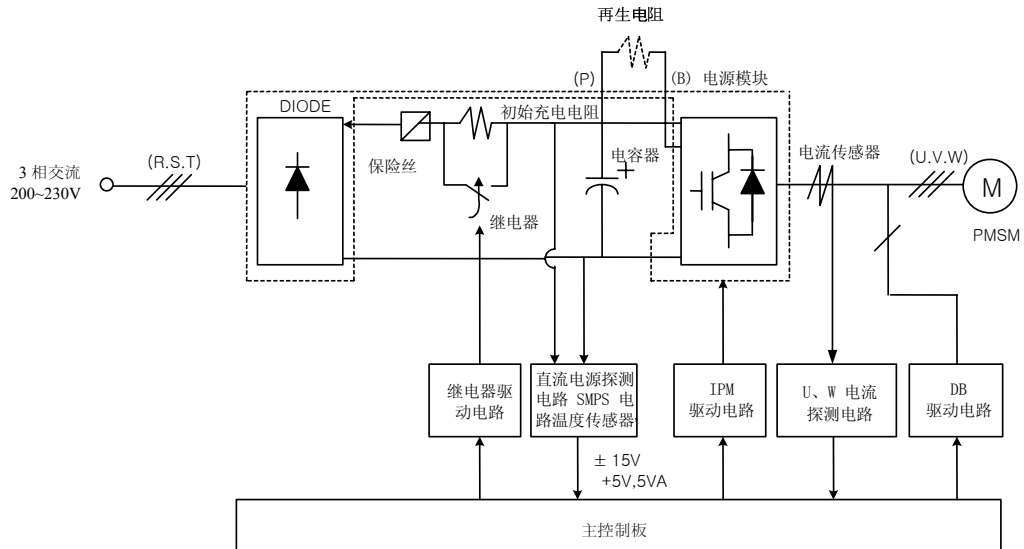 再生电阻
(P)
(B) 电源模块
DIODE
初始充电电阻
保险丝
电容器
继电器
3 相交流
200~230V
(R.S.T)
电流传感器
(U.V.W)
M
PMSM
继电器驱
动电路
直流电源探测
电路 SMPS 电
路温度传感器
IPM
驱动电路
U、W 电流
探测电路
DB
驱动电路
± 15V
+5V,5VA
主控制板